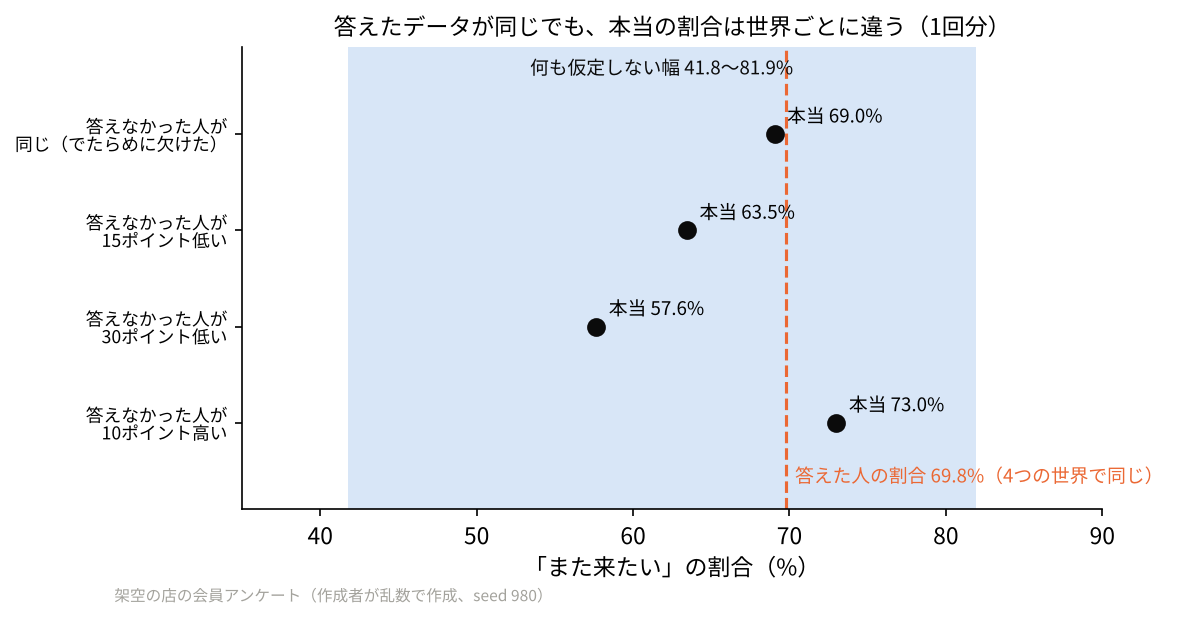 答えたデータが同じでも、本当の割合は世界ごとに違う（1回分）
何も仮定しない幅 41.8～81.9%
答えなかった人が
同じ（でたらめに欠けた）
本当 69.0%
答えなかった人が
15ポイント低い
本当 63.5%
答えなかった人が
30ポイント低い
本当 57.6%
答えなかった人が
10ポイント高い
本当 73.0%
答えた人の割合 69.8%（4つの世界で同じ）
40
50
60
70
80
90
「また来たい」の割合（%）
架空の店の会員アンケート（作成者が乱数で作成、seed 980）